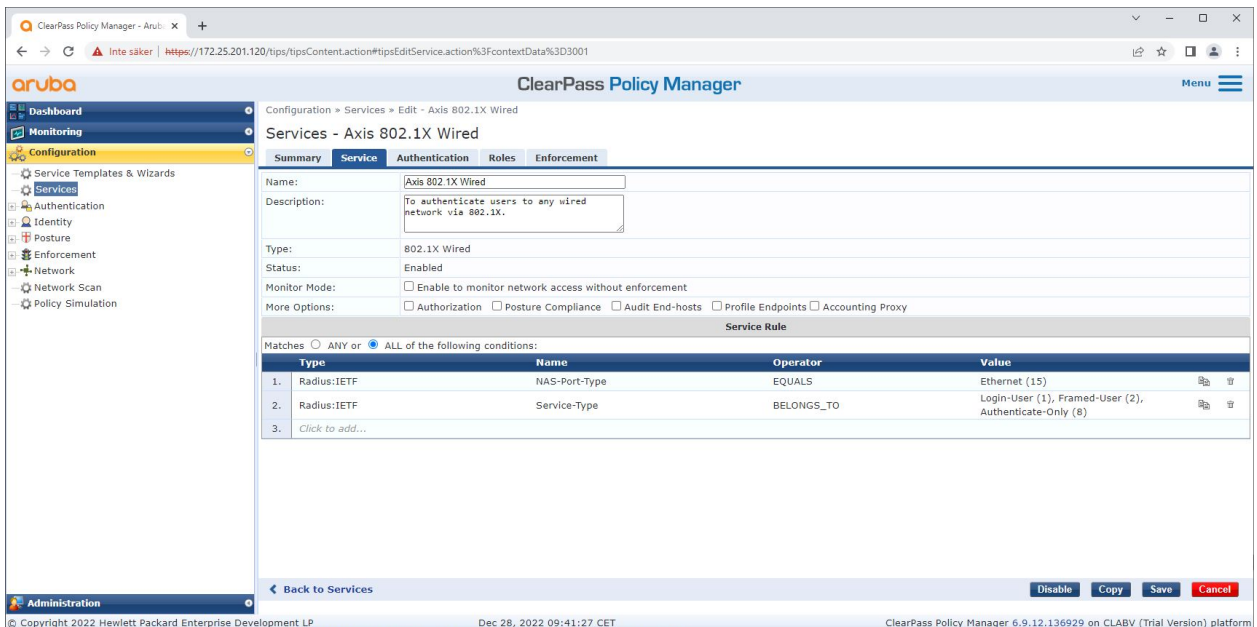 ClearPass Policy Manager - Arub
Inte säker | https://172.25.201.120/tips/tipsContent.action#tipsEditService.action%3FcontextData%3D3001
aruba
ClearPass Policy Manager
Menu
Dashboard
Monitoring
Configuration
Service Templates & Wizards
Services
Authentication
Identity
Posture
Enforcement
Network
Network Scan
Policy Simulation
Administration
Configuration » Services » Edit - Axis 802.1X Wired
Services - Axis 802.1X Wired
Summary Service Authentication Roles Enforcement
Name: Axis 802.1X Wired
Description: To authenticate users to any wired
network via 802.1X.
Type: 802.1X Wired
Status: Enabled
Monitor Mode: Enable to monitor network access without enforcement
More Options: Authorization Posture Compliance Audit End-hosts Profile Endpoints Accounting Proxy
Service Rule
Matches ANY or ALL of the following conditions:
Type Name Operator Value
1. Radius:IETF NAS-Port-Type EQUALS Ethernet (15)
2. Radius:IETF Service-Type BELONGS_TO Login-User (1), Framed-User (2),
Authenticate-Only (8)
3. Click to add...
Back to Services
Disable Copy Save Cancel
© Copyright 2022 Hewlett Packard Enterprise Development LP Dec 28, 2022 09:41:27 CET ClearPass Policy Manager 6.9.12.136929 on CLABV (Trial Version) platform